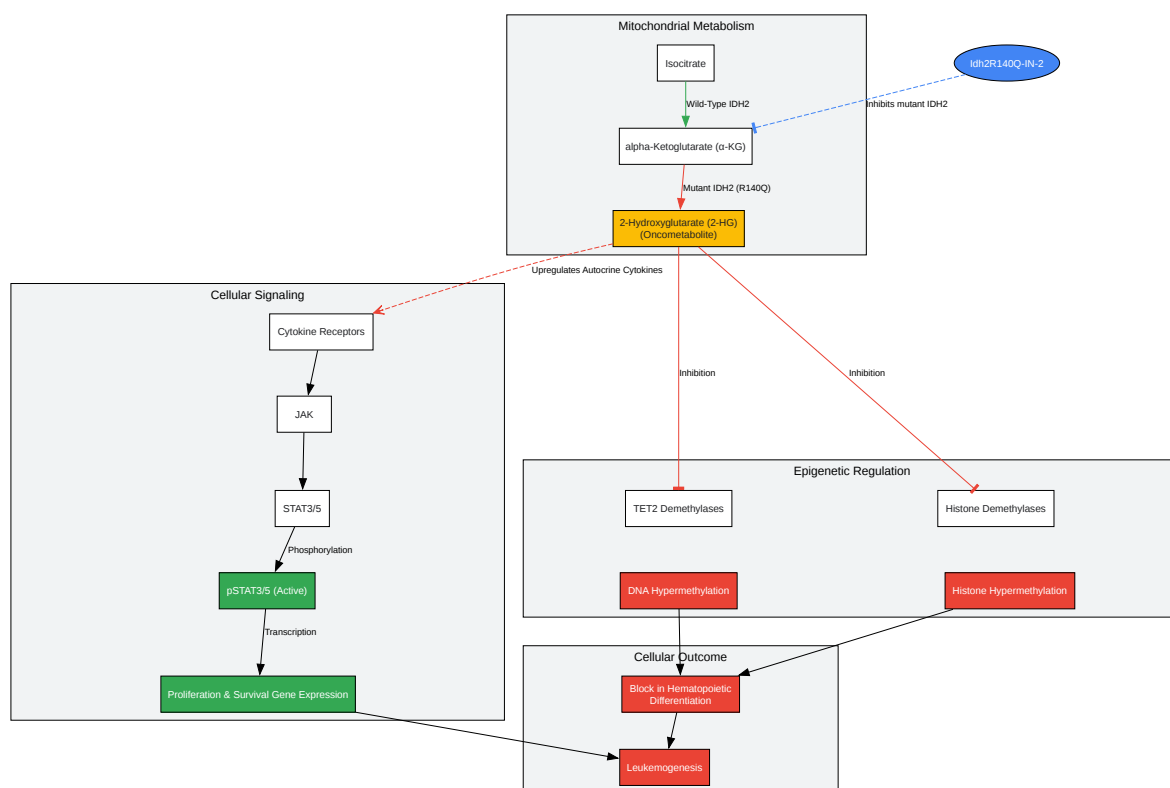 Mitochondrial Metabolism
Isocitrate
Idh2R140Q-IN-2
Wild-Type IDH2
Inhibits mutant IDH2
alpha-Ketoglutarate (α-KG)
Mutant IDH2 (R140Q)
2-Hydroxyglutarate (2-HG)
(Oncometabolite)
Upregulates Autocrine Cytokines
Cellular Signaling
Cytokine Receptors
Inhibition
Inhibition
JAK
Epigenetic Regulation
STAT3/5
TET2 Demethylases
Histone Demethylases
Phosphorylation
pSTAT3/5 (Active)
DNA Hypermethylation
Histone Hypermethylation
Transcription
Cellular Outcome
Proliferation & Survival Gene Expression
Block in Hematopoietic
Differentiation
Leukemogenesis